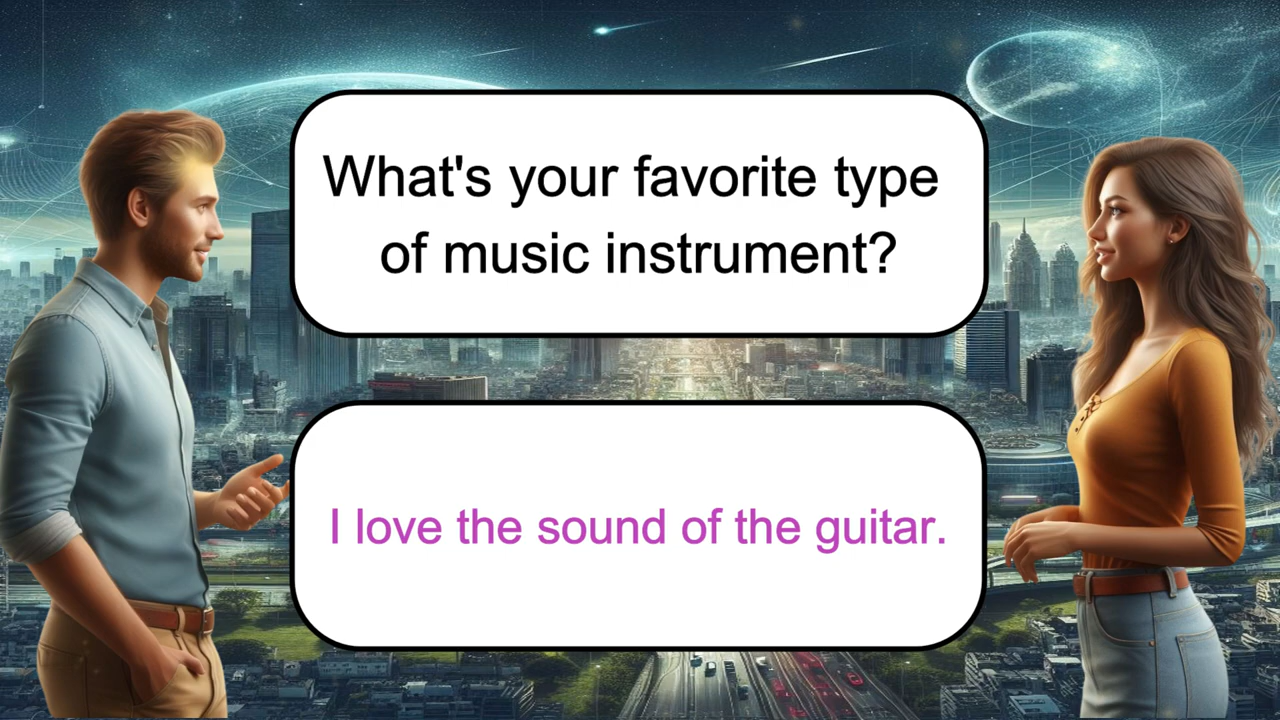 What's your favorite type
of music instrument?
I love the sound of the guitar.